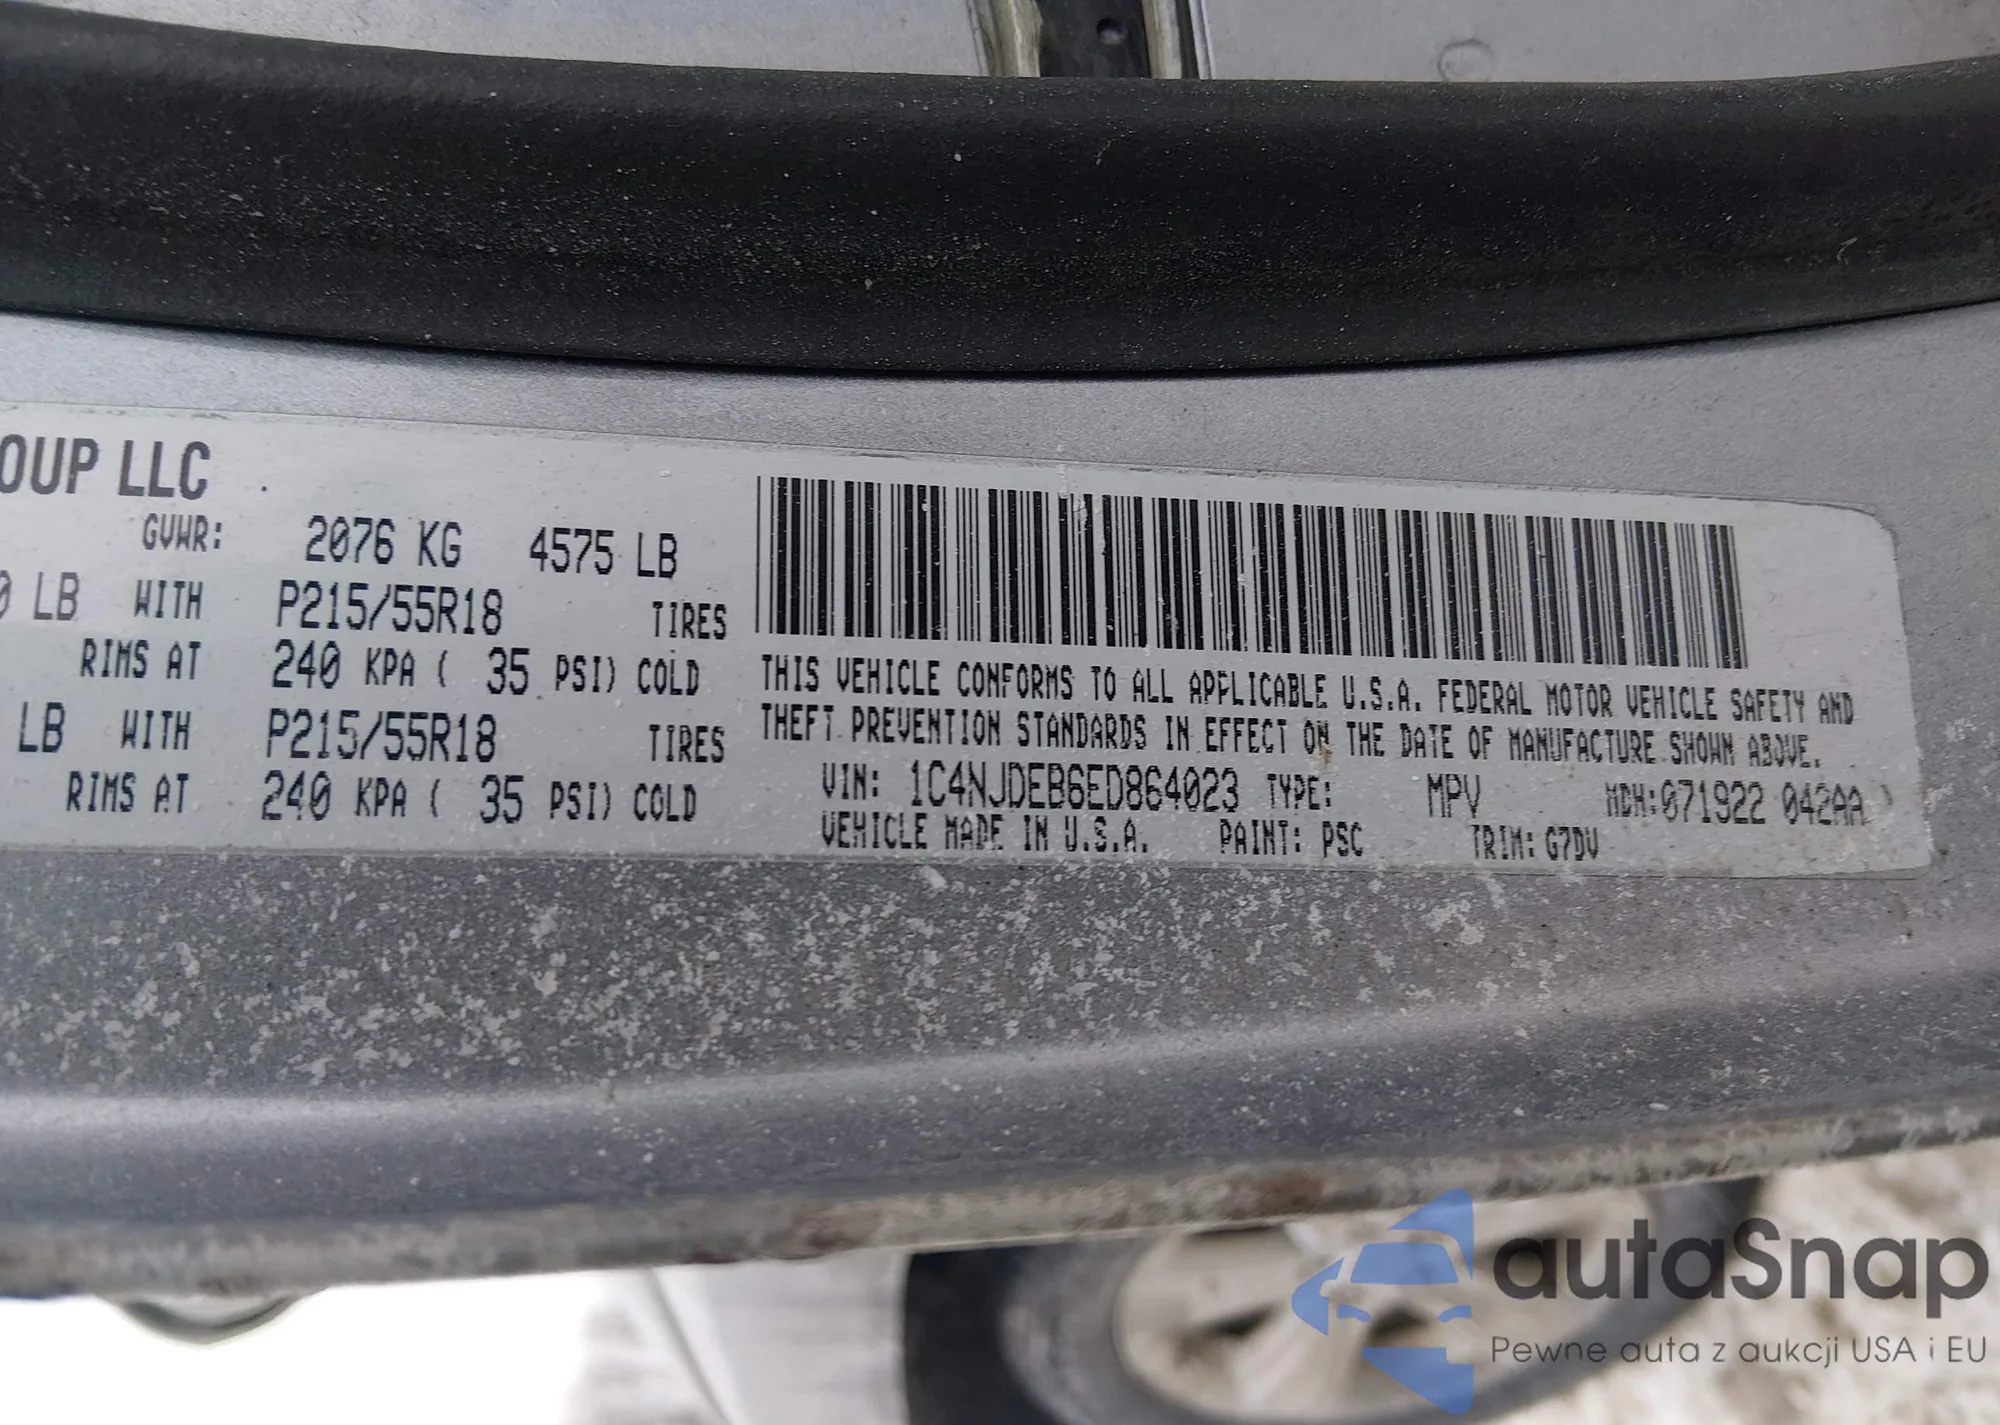 OUP LLC
GVWR: 2076 KG 4575 LB
0 LB WITH P215/55R18 TIRES
RIMS AT 240 KPA ( 35 PSI) COLD
LB WITH P215/55R18 TIRES
RIMS AT 240 KPA ( 35 PSI) COLD
THIS VEHICLE CONFORMS TO ALL APPLICABLE U.S.A. FEDERAL MOTOR VEHICLE SAFETY AND
THEFT PREVENTION STANDARDS IN EFFECT ON THE DATE OF MANUFACTURE SHOWN ABOVE.
VIN: 1C4NJDEB6ED864023 TYPE: MPV MDH:071922 042AA
VEHICLE MADE IN U.S.A. PAINT: PSC TRIM: G7DV
autaSnap
Pewne auta z aukcji USA i EU